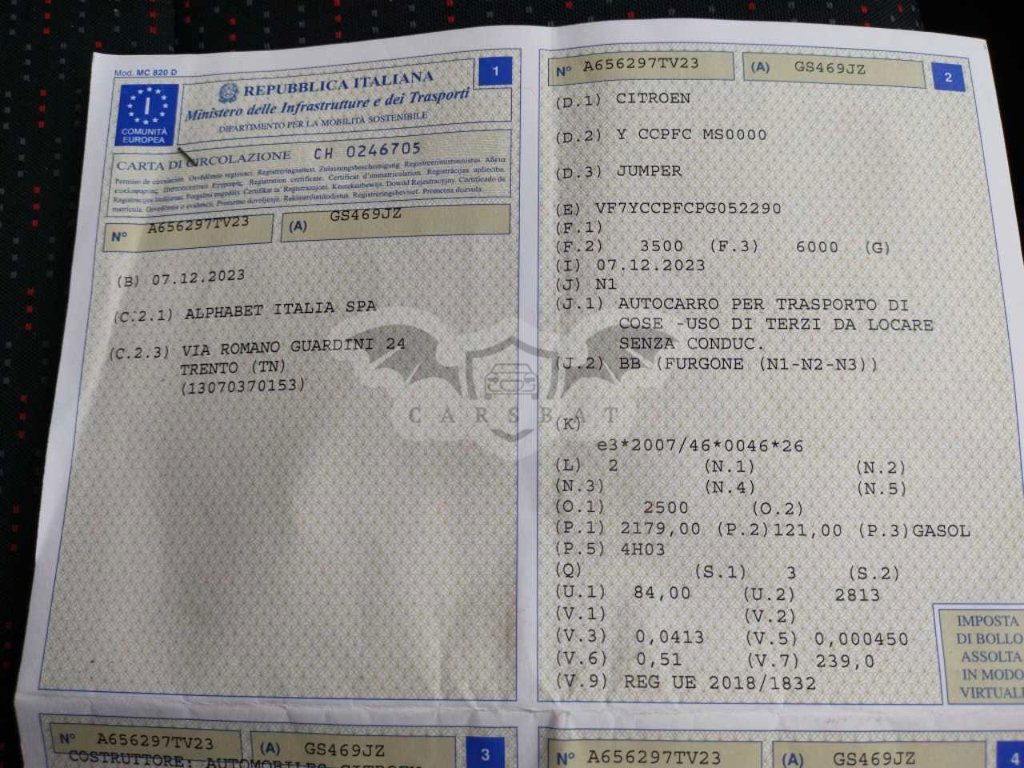 Mod. MC 820 D
I
COMUNITÀ
EUROPEA
REPUBBLICA ITALIANA
Ministero delle Infrastrutture e dei Trasporti
DIPARTIMENTO PER LA MOBILITÀ SOSTENIBILE
1
CARTA DI CIRCOLAZIONE CH 0246705
N° A656297TV23 (A) GS469JZ
(B) 07.12.2023
(C.2.1) ALPHABET ITALIA SPA
(C.2.3) VIA ROMANO GUARDINI 24
TRENTO (TN)
(13070370153)
N° A656297TV23 (A) GS469JZ 2
(D.1) CITROEN
(D.2) Y CCPFC MS0000
(D.3) JUMPER
(E) VF7YCCPFCPG052290
(F.1)
(F.2) 3500 (F.3) 6000 (G)
(I) 07.12.2023
(J) N1
(J.1) AUTOCARRO PER TRASPORTO DI
COSE -USO DI TERZI DA LOCARE
SENZA CONDUC.
(J.2) BB (FURGONE (N1-N2-N3))
(K)
e3*2007/46*0046*26
(L) 2 (N.1) (N.2)
(N.3) (N.4) (N.5)
(O.1) 2500 (O.2)
(P.1) 2179,00 (P.2)121,00 (P.3)GASOL
(P.5) 4H03
(Q) (S.1) 3 (S.2)
(U.1) 84,00 (U.2) 2813
(V.1) (V.2)
(V.3) 0,0413 (V.5) 0,000450
(V.6) 0,51 (V.7) 239,0
(V.9) REG UE 2018/1832
IMPOSTA
DI BOLLO
ASSOLTA
IN MODO
VIRTUALE
CARSBAT
N° A656297TV23 (A) GS469JZ 3
COSTRUTTORE: AUTOMOBILES CITROEN
N° A656297TV23 (A) GS469JZ 4